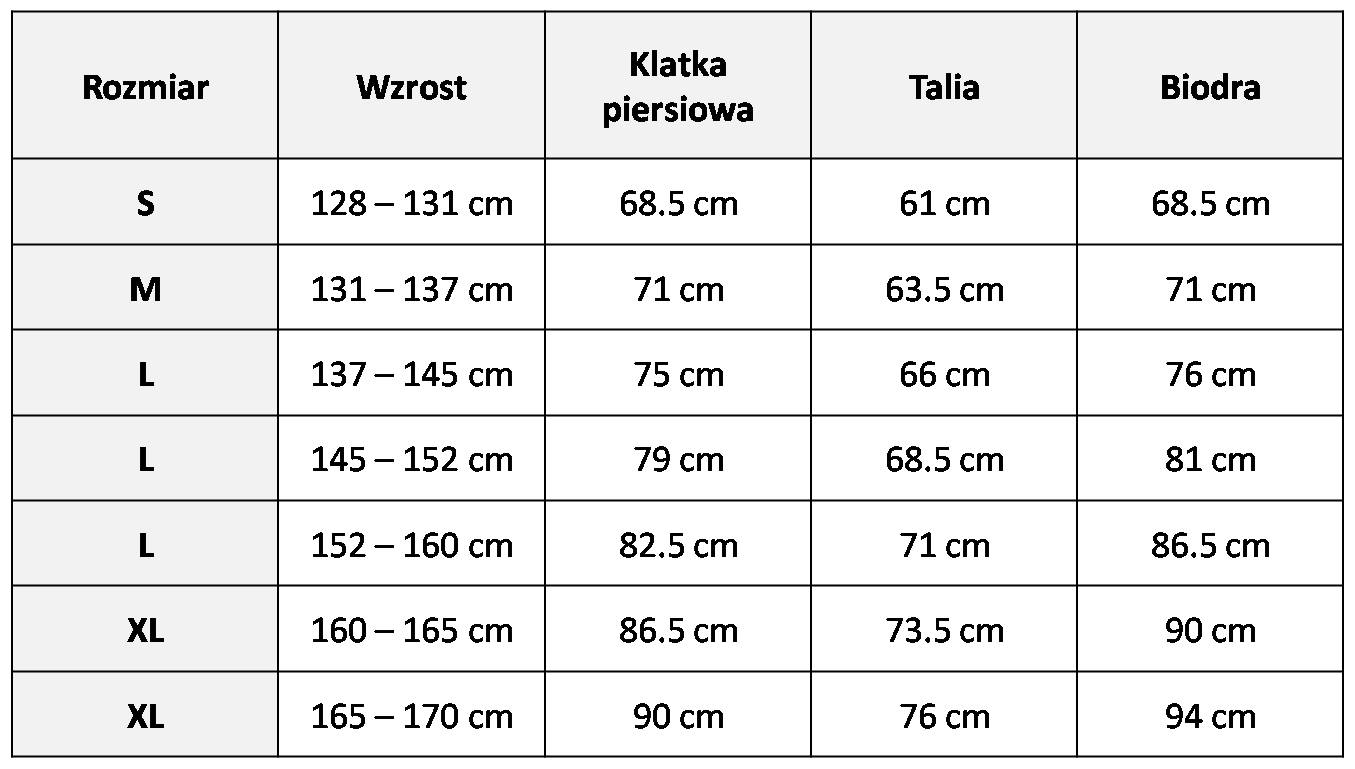 Rozmiar Wzrost Klatka piersiowa Talia Biodra
S 128 – 131 cm 68.5 cm 61 cm 68.5 cm
M 131 – 137 cm 71 cm 63.5 cm 71 cm
L 137 – 145 cm 75 cm 66 cm 76 cm
L 145 – 152 cm 79 cm 68.5 cm 81 cm
L 152 – 160 cm 82.5 cm 71 cm 86.5 cm
XL 160 – 165 cm 86.5 cm 73.5 cm 90 cm
XL 165 – 170 cm 90 cm 76 cm 94 cm